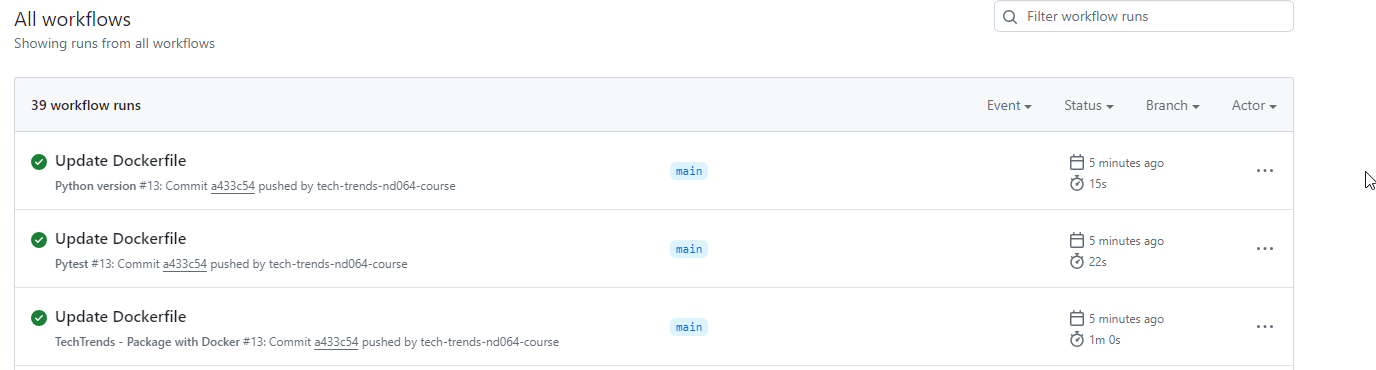 All workflows
Filter workflow runs
Showing runs from all workflows
39 workflow runs
Event
Status
Branch
Actor
Update Dockerfile
Python version #13: Commit a433c54 pushed by tech-trends-nd064-course
main
5 minutes ago
15s
Update Dockerfile
Pytest #13: Commit a433c54 pushed by tech-trends-nd064-course
main
5 minutes ago
22s
Update Dockerfile
TechTrends - Package with Docker #13: Commit a433c54 pushed by tech-trends-nd064-course
main
5 minutes ago
1m 0s